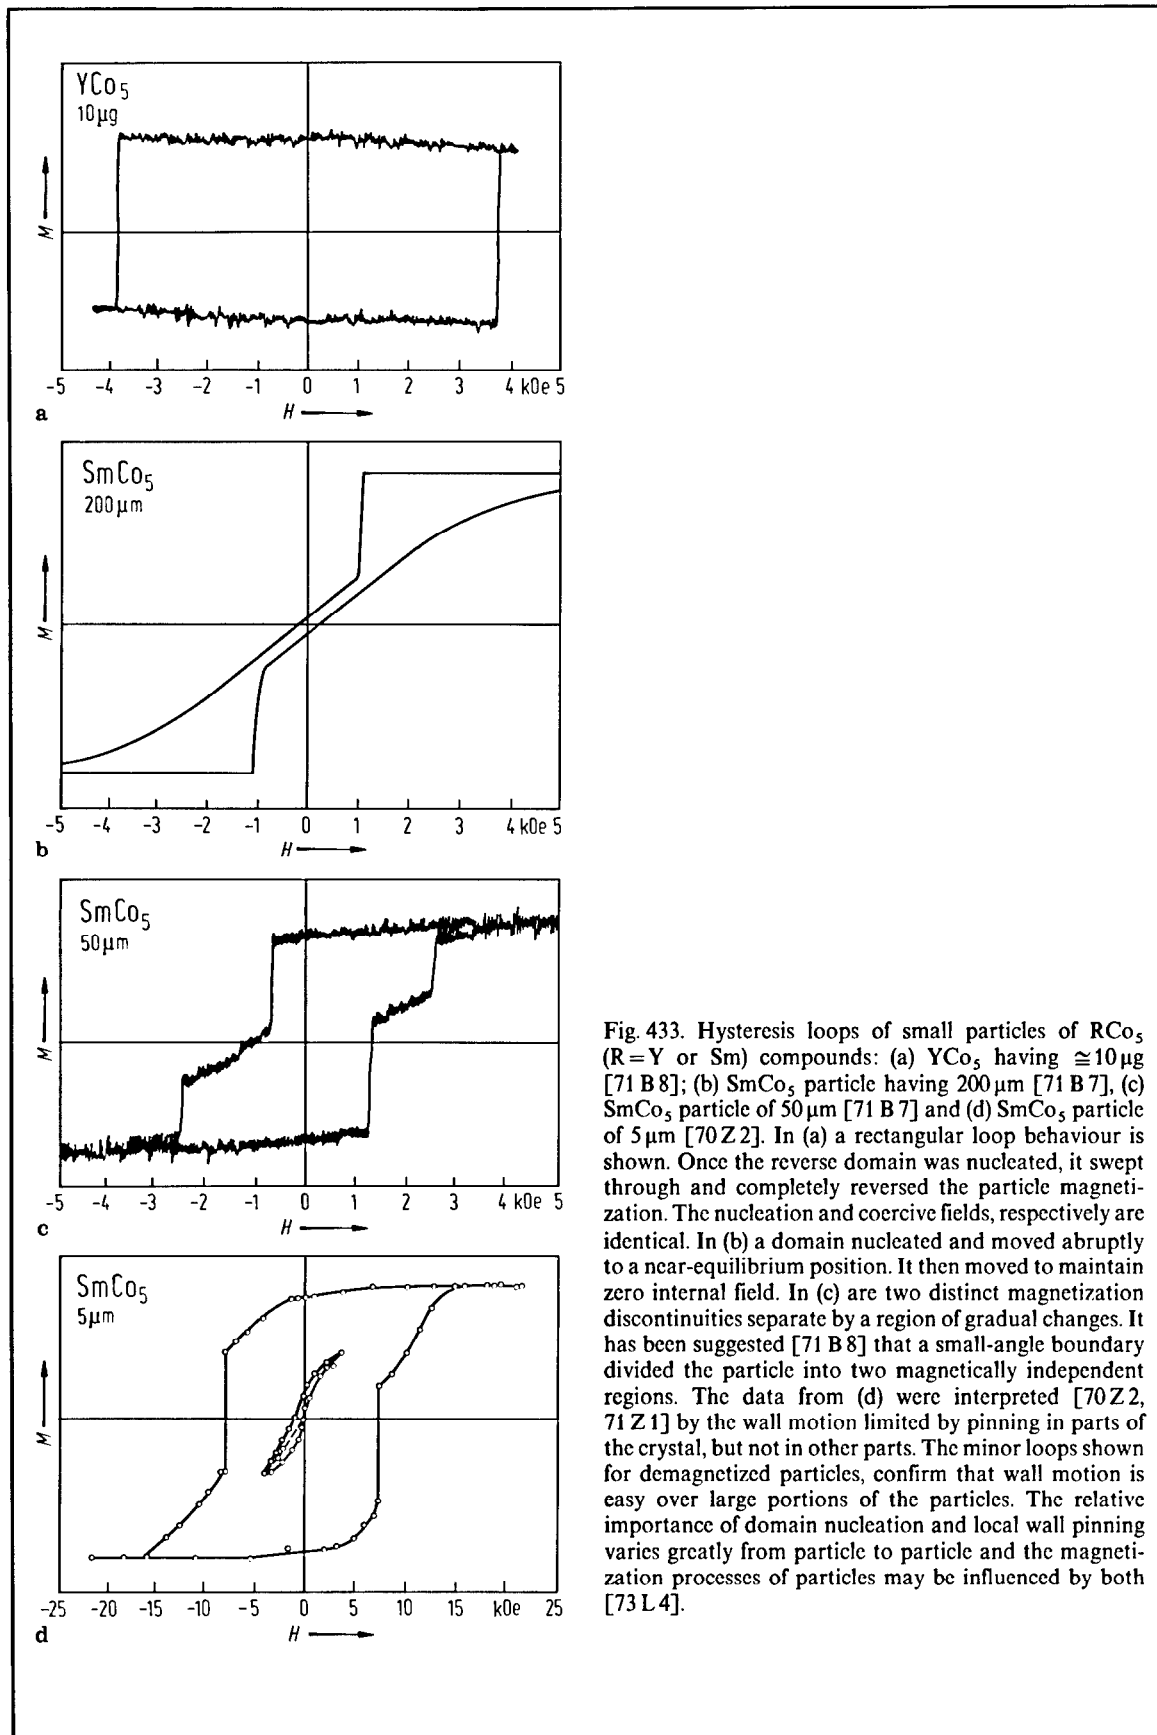 YCo5
10µg
M
-5 -4 -3 -2 -1 0 1 2 3 4 kOe 5
a
H
SmCo5
200µm
M
-5 -4 -3 -2 -1 0 1 2 3 4 kOe 5
b
H
SmCo5
50µm
M
-5 -4 -3 -2 -1 0 1 2 3 4 kOe 5
c
H
SmCo5
5µm
M
-25 -20 -15 -10 -5 0 5 10 15 kOe 25
d
H
Fig. 433. Hysteresis loops of small particles of RCo5
(R=Y or Sm) compounds: (a) YCo5 having ≅10µg
[71 B 8]; (b) SmCo5 particle having 200µm [71 B 7], (c)
SmCo5 particle of 50µm [71 B 7] and (d) SmCo5 particle
of 5µm [70 Z 2]. In (a) a rectangular loop behaviour is
shown. Once the reverse domain was nucleated, it swept
through and completely reversed the particle magneti-
zation. The nucleation and coercive fields, respectively are
identical. In (b) a domain nucleated and moved abruptly
to a near-equilibrium position. It then moved to maintain
zero internal field. In (c) are two distinct magnetization
discontinuities separate by a region of gradual changes. It
has been suggested [71 B 8] that a small-angle boundary
divided the particle into two magnetically independent
regions. The data from (d) were interpreted [70 Z 2,
71 Z 1] by the wall motion limited by pinning in parts of
the crystal, but not in other parts. The minor loops shown
for demagnetized particles, confirm that wall motion is
easy over large portions of the particles. The relative
importance of domain nucleation and local wall pinning
varies greatly from particle to particle and the magneti-
zation processes of particles may be influenced by both
[73 L 4].